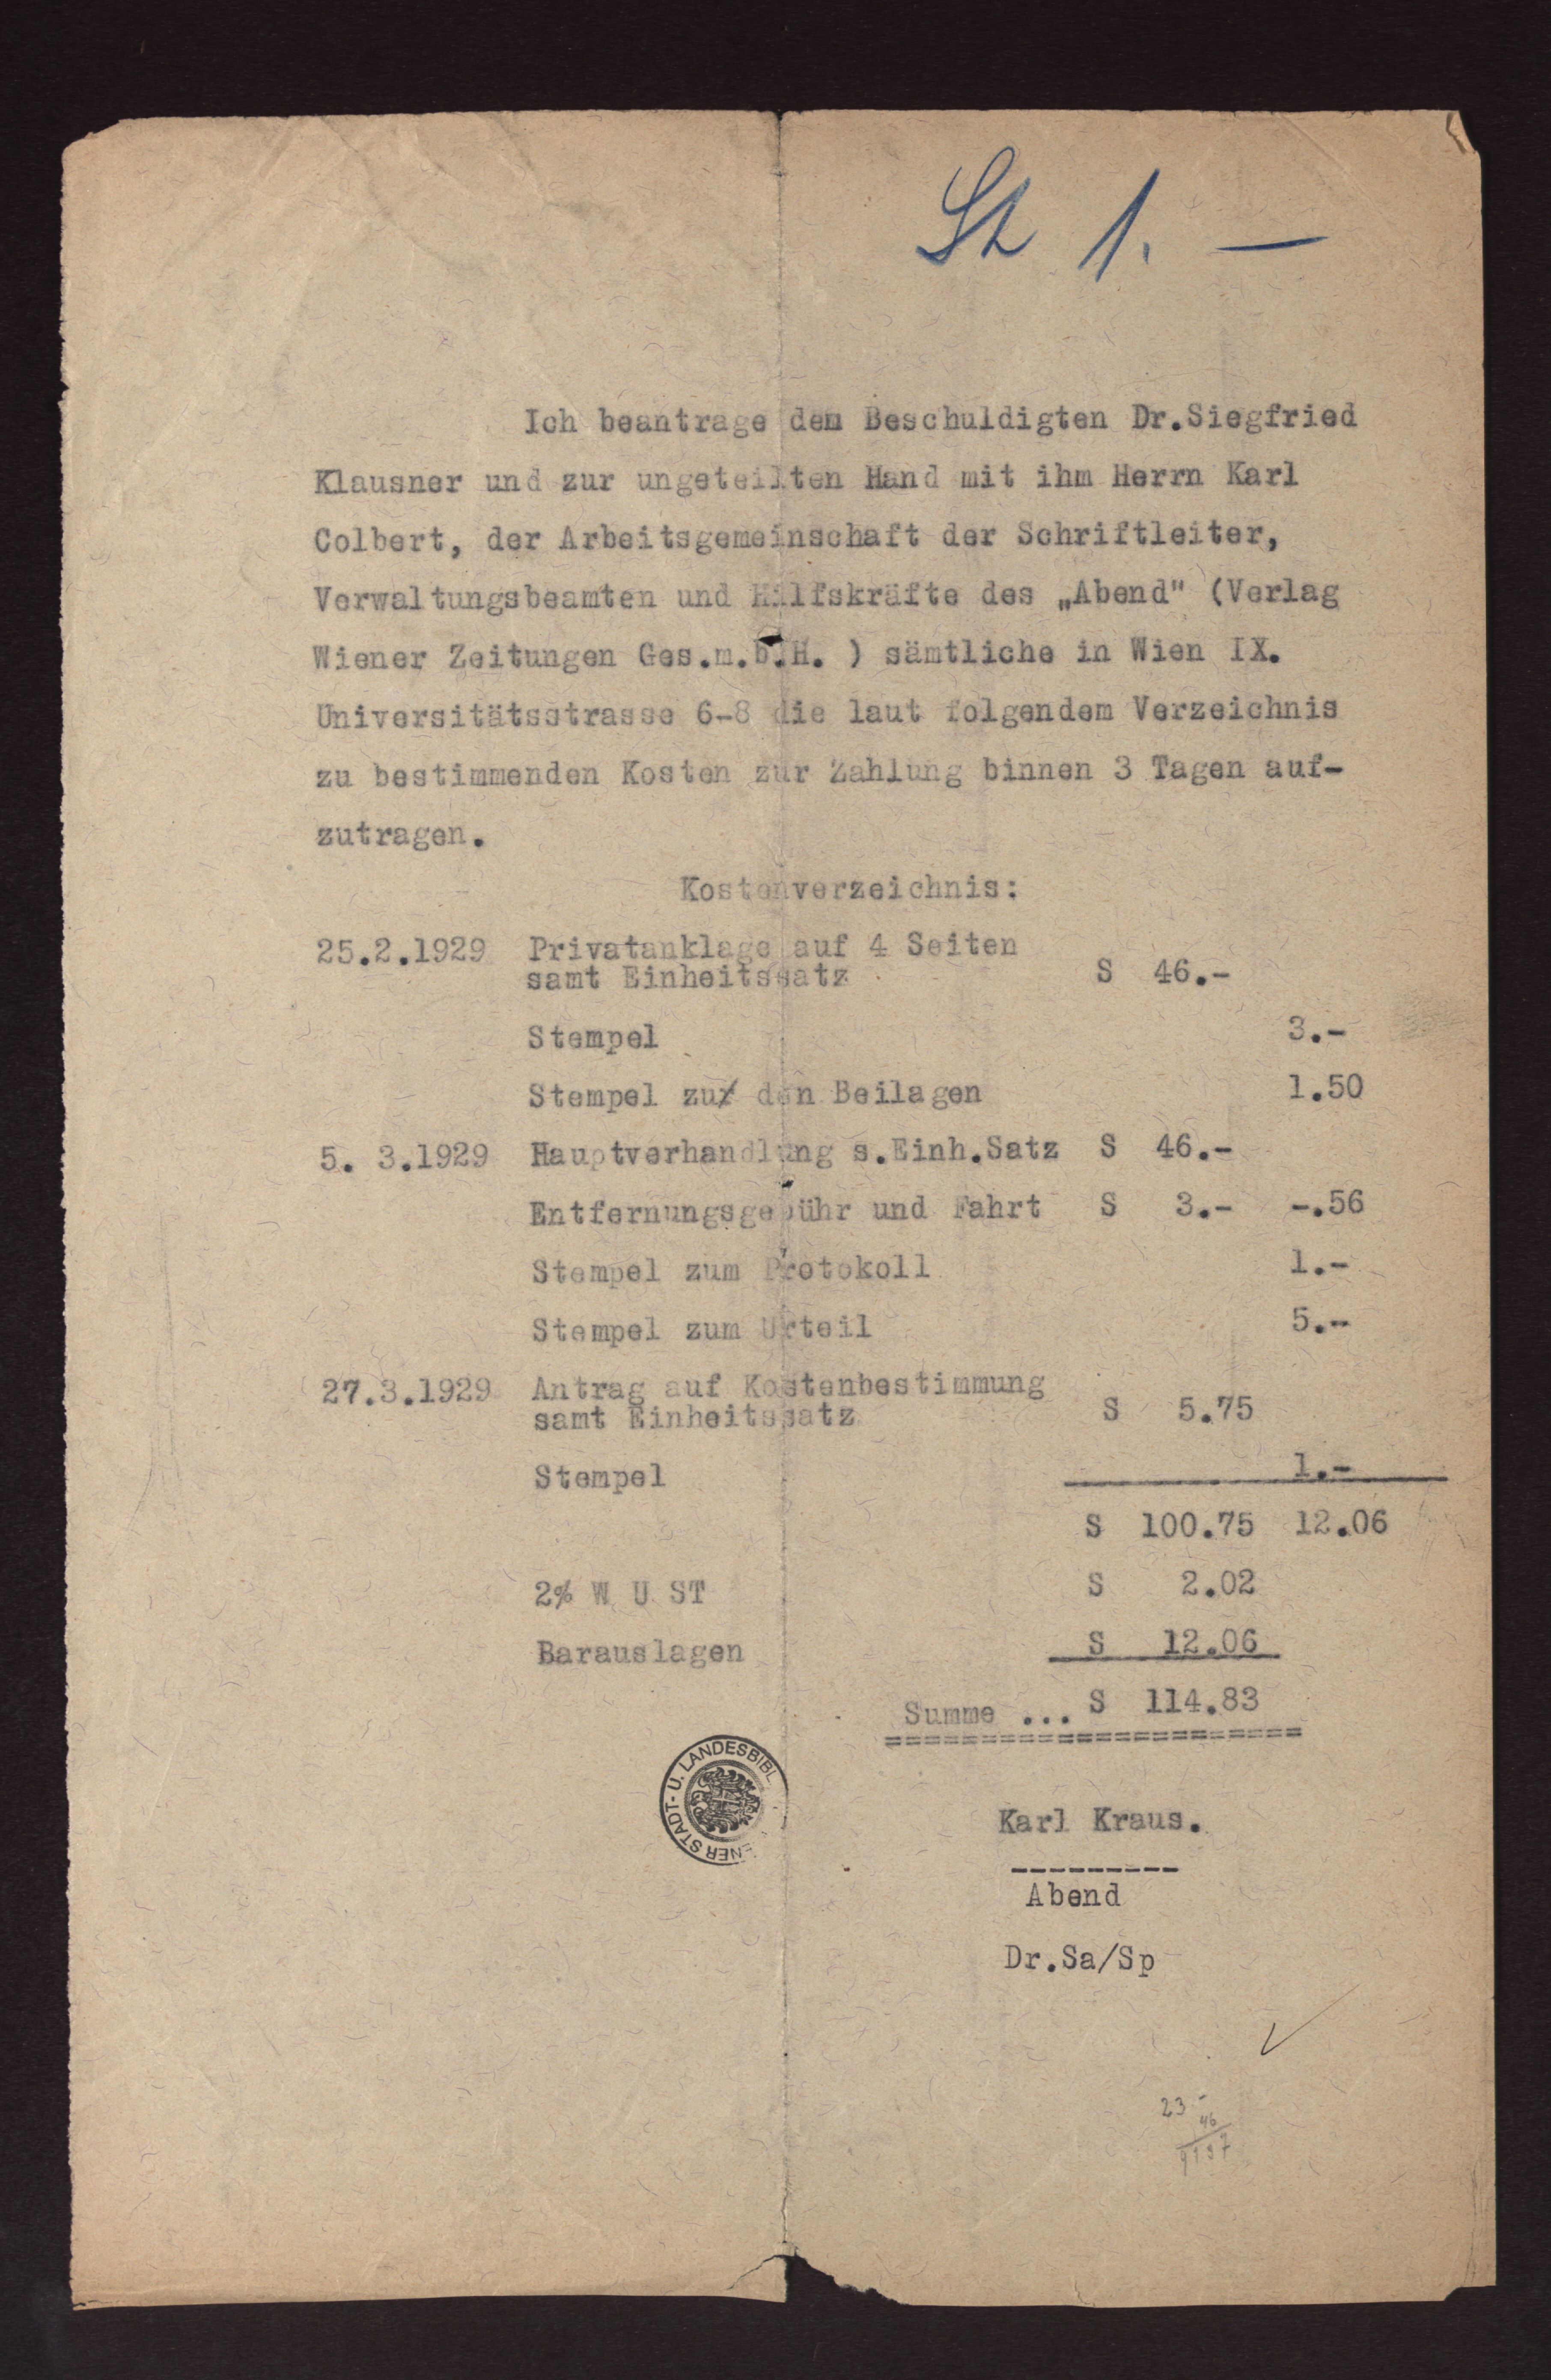 St 1. —
Ich beantrage dem Beschuldigten Dr.Siegfried
Klausner und zur ungeteilten Hand mit ihm Herrn Karl
Colbert, der Arbeitsgemeinschaft der Schriftleiter,
Verwaltungsbeamten und Hilfskräfte des „Abend" (Verlag
Wiener Zeitungen Ges.m.b.H. ) sämtliche in Wien IX.
Universitätsstrasse 6-8 die laut folgendem Verzeichnis
zu bestimmenden Kosten zur Zahlung binnen 3 Tagen auf-
zutragen.
Kostenverzeichnis:
25.2.1929 Privatanklage auf 4 Seiten
samt Einheitssatz S 46.-
Stempel 3.-
Stempel zu den Beilagen 1.50
5. 3.1929 Hauptverhandlung s.Einh.Satz S 46.-
Entfernungsgebühr und Fahrt S 3.- -.56
Stempel zum Protokoll 1.-
Stempel zum Urteil 5.--
27.3.1929 Antrag auf Kostenbestimmung
samt Einheitssatz S 5.75
Stempel 1.-
S 100.75 12.06
2% W U ST S 2.02
Barauslagen S 12.06
Summe ... S 114.83
=======================
STADT- U. LANDESBIBL
Karl Kraus.
---------
Abend
Dr.Sa/Sp
23 -
46